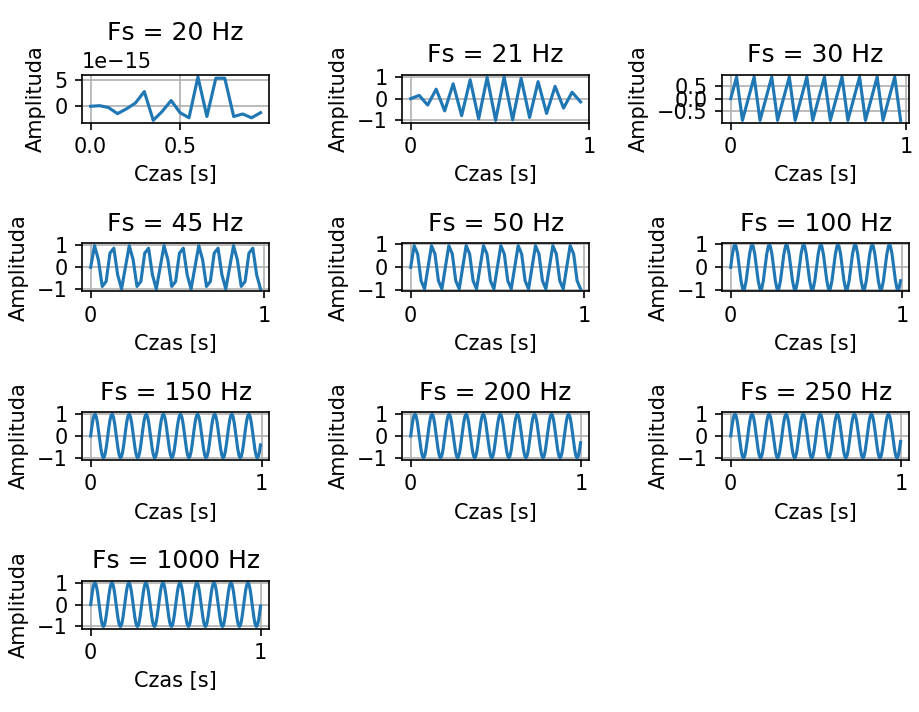 Fs = 20 Hz
1e−15
Amplituda
5
0
0.0 0.5
Czas [s]
Fs = 21 Hz
Amplituda
1
0
−1
0 1
Czas [s]
Fs = 30 Hz
Amplituda
0.5
0.0
−0.5
0 1
Czas [s]
Fs = 45 Hz
Amplituda
1
0
−1
0 1
Czas [s]
Fs = 50 Hz
Amplituda
1
0
−1
0 1
Czas [s]
Fs = 100 Hz
Amplituda
1
0
−1
0 1
Czas [s]
Fs = 150 Hz
Amplituda
1
0
−1
0 1
Czas [s]
Fs = 200 Hz
Amplituda
1
0
−1
0 1
Czas [s]
Fs = 250 Hz
Amplituda
1
0
−1
0 1
Czas [s]
Fs = 1000 Hz
Amplituda
1
0
−1
0 1
Czas [s]